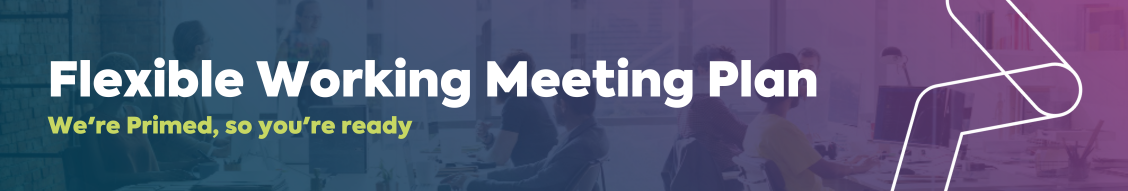 Flexible Working Meeting Plan
We’re Primed, so you’re ready